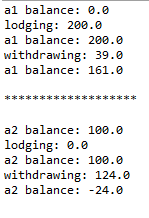 a1 balance: 0.0
lodging: 200.0
a1 balance: 200.0
withdrawing: 39.0
a1 balance: 161.0
*******************
a2 balance: 100.0
lodging: 0.0
a2 balance: 100.0
withdrawing: 124.0
a2 balance: -24.0